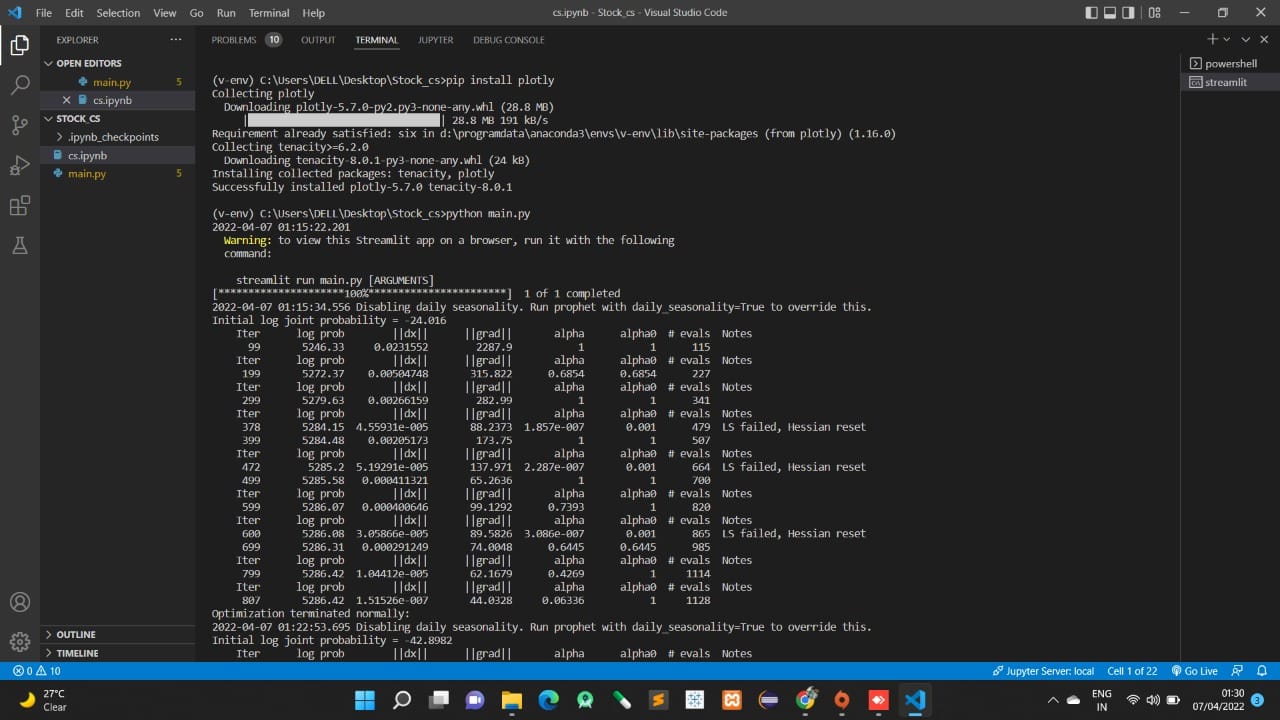 File Edit Selection View Go Run Terminal Help
cs.ipynb - Stock_cs - Visual Studio Code
EXPLORER
OPEN EDITORS
main.py 5
cs.ipynb
STOCK_CS
.ipynb_checkpoints
cs.ipynb
main.py 5
OUTLINE
TIMELINE
PROBLEMS 10 OUTPUT TERMINAL JUPYTER DEBUG CONSOLE
powershell
streamlit
(v-env) C:\Users\DELL\Desktop\Stock_cs>pip install plotly
Collecting plotly
Downloading plotly-5.7.0-py2.py3-none-any.whl (28.8 MB)
| | 28.8 MB 191 kB/s
Requirement already satisfied: six in d:\programdata\anaconda3\envs\v-env\lib\site-packages (from plotly) (1.16.0)
Collecting tenacity>=6.2.0
Downloading tenacity-8.0.1-py3-none-any.whl (24 kB)
Installing collected packages: tenacity, plotly
Successfully installed plotly-5.7.0 tenacity-8.0.1
(v-env) C:\Users\DELL\Desktop\Stock_cs>python main.py
2022-04-07 01:15:22.201
Warning: to view this Streamlit app on a browser, run it with the following
command:
streamlit run main.py [ARGUMENTS]
[*********************100%***********************] 1 of 1 completed
2022-04-07 01:15:34.556 Disabling daily seasonality. Run prophet with daily_seasonality=True to override this.
Initial log joint probability = -24.016
Iter log prob ||dx|| ||grad|| alpha alpha0 # evals Notes
99 5246.33 0.0231552 2287.9 1 1 115
Iter log prob ||dx|| ||grad|| alpha alpha0 # evals Notes
199 5272.37 0.00504748 315.822 0.6854 0.6854 227
Iter log prob ||dx|| ||grad|| alpha alpha0 # evals Notes
299 5279.63 0.00266159 282.99 1 1 341
Iter log prob ||dx|| ||grad|| alpha alpha0 # evals Notes
378 5284.15 4.55931e-005 88.2373 1.857e-007 0.001 479 LS failed, Hessian reset
399 5284.48 0.00205173 173.75 1 1 507
Iter log prob ||dx|| ||grad|| alpha alpha0 # evals Notes
472 5285.2 5.19291e-005 137.971 2.287e-007 0.001 664 LS failed, Hessian reset
499 5285.58 0.000411321 65.2636 1 1 700
Iter log prob ||dx|| ||grad|| alpha alpha0 # evals Notes
599 5286.07 0.000400646 99.1292 0.7393 1 820
Iter log prob ||dx|| ||grad|| alpha alpha0 # evals Notes
600 5286.08 3.05866e-005 89.5826 3.086e-007 0.001 865 LS failed, Hessian reset
699 5286.31 0.000291249 74.0048 0.6445 0.6445 985
Iter log prob ||dx|| ||grad|| alpha alpha0 # evals Notes
799 5286.42 1.04412e-005 62.1679 0.4269 1 1114
Iter log prob ||dx|| ||grad|| alpha alpha0 # evals Notes
807 5286.42 1.51526e-007 44.0328 0.06336 1 1128
Optimization terminated normally:
2022-04-07 01:22:53.695 Disabling daily seasonality. Run prophet with daily_seasonality=True to override this.
Initial log joint probability = -42.8982
Iter log prob ||dx|| ||grad|| alpha alpha0 # evals Notes
0 10
Jupyter Server: local Cell 1 of 22 Go Live
27°C
Clear
ENG
IN
01:30
07/04/2022
3